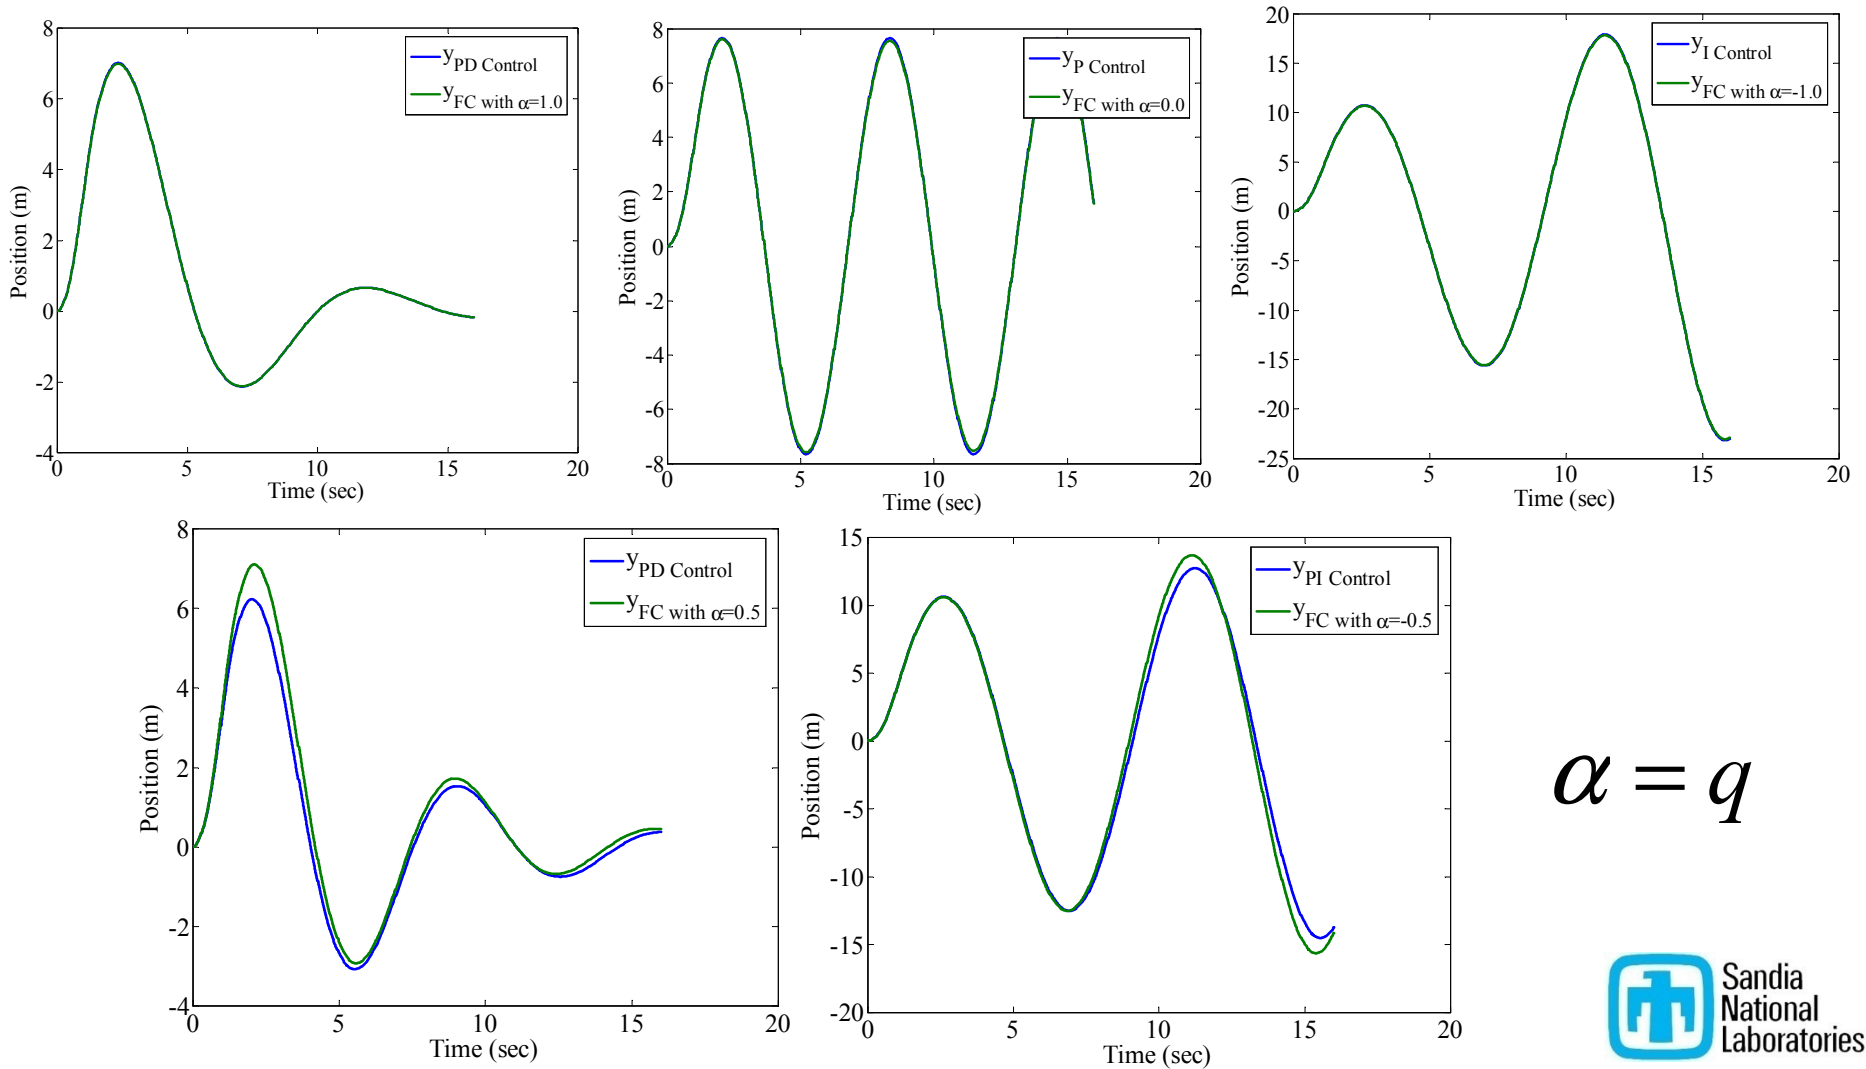 8
6
4
2
0
-2
-4
0
5
10
15
20
Position (m)
Time (sec)
yPD Control
yFC with α=1.0
8
6
4
2
0
-2
-4
-6
-8
0
5
10
15
20
Position (m)
Time (sec)
yP Control
yFC with α=0.0
20
15
10
5
0
-5
-10
-15
-20
-25
0
5
10
15
20
Position (m)
Time (sec)
yI Control
yFC with α=-1.0
8
6
4
2
0
-2
-4
0
5
10
15
20
Position (m)
Time (sec)
yPD Control
yFC with α=0.5
15
10
5
0
-5
-10
-15
-20
0
5
10
15
20
Position (m)
Time (sec)
yPI Control
yFC with α=-0.5
α = q
Sandia
National
Laboratories